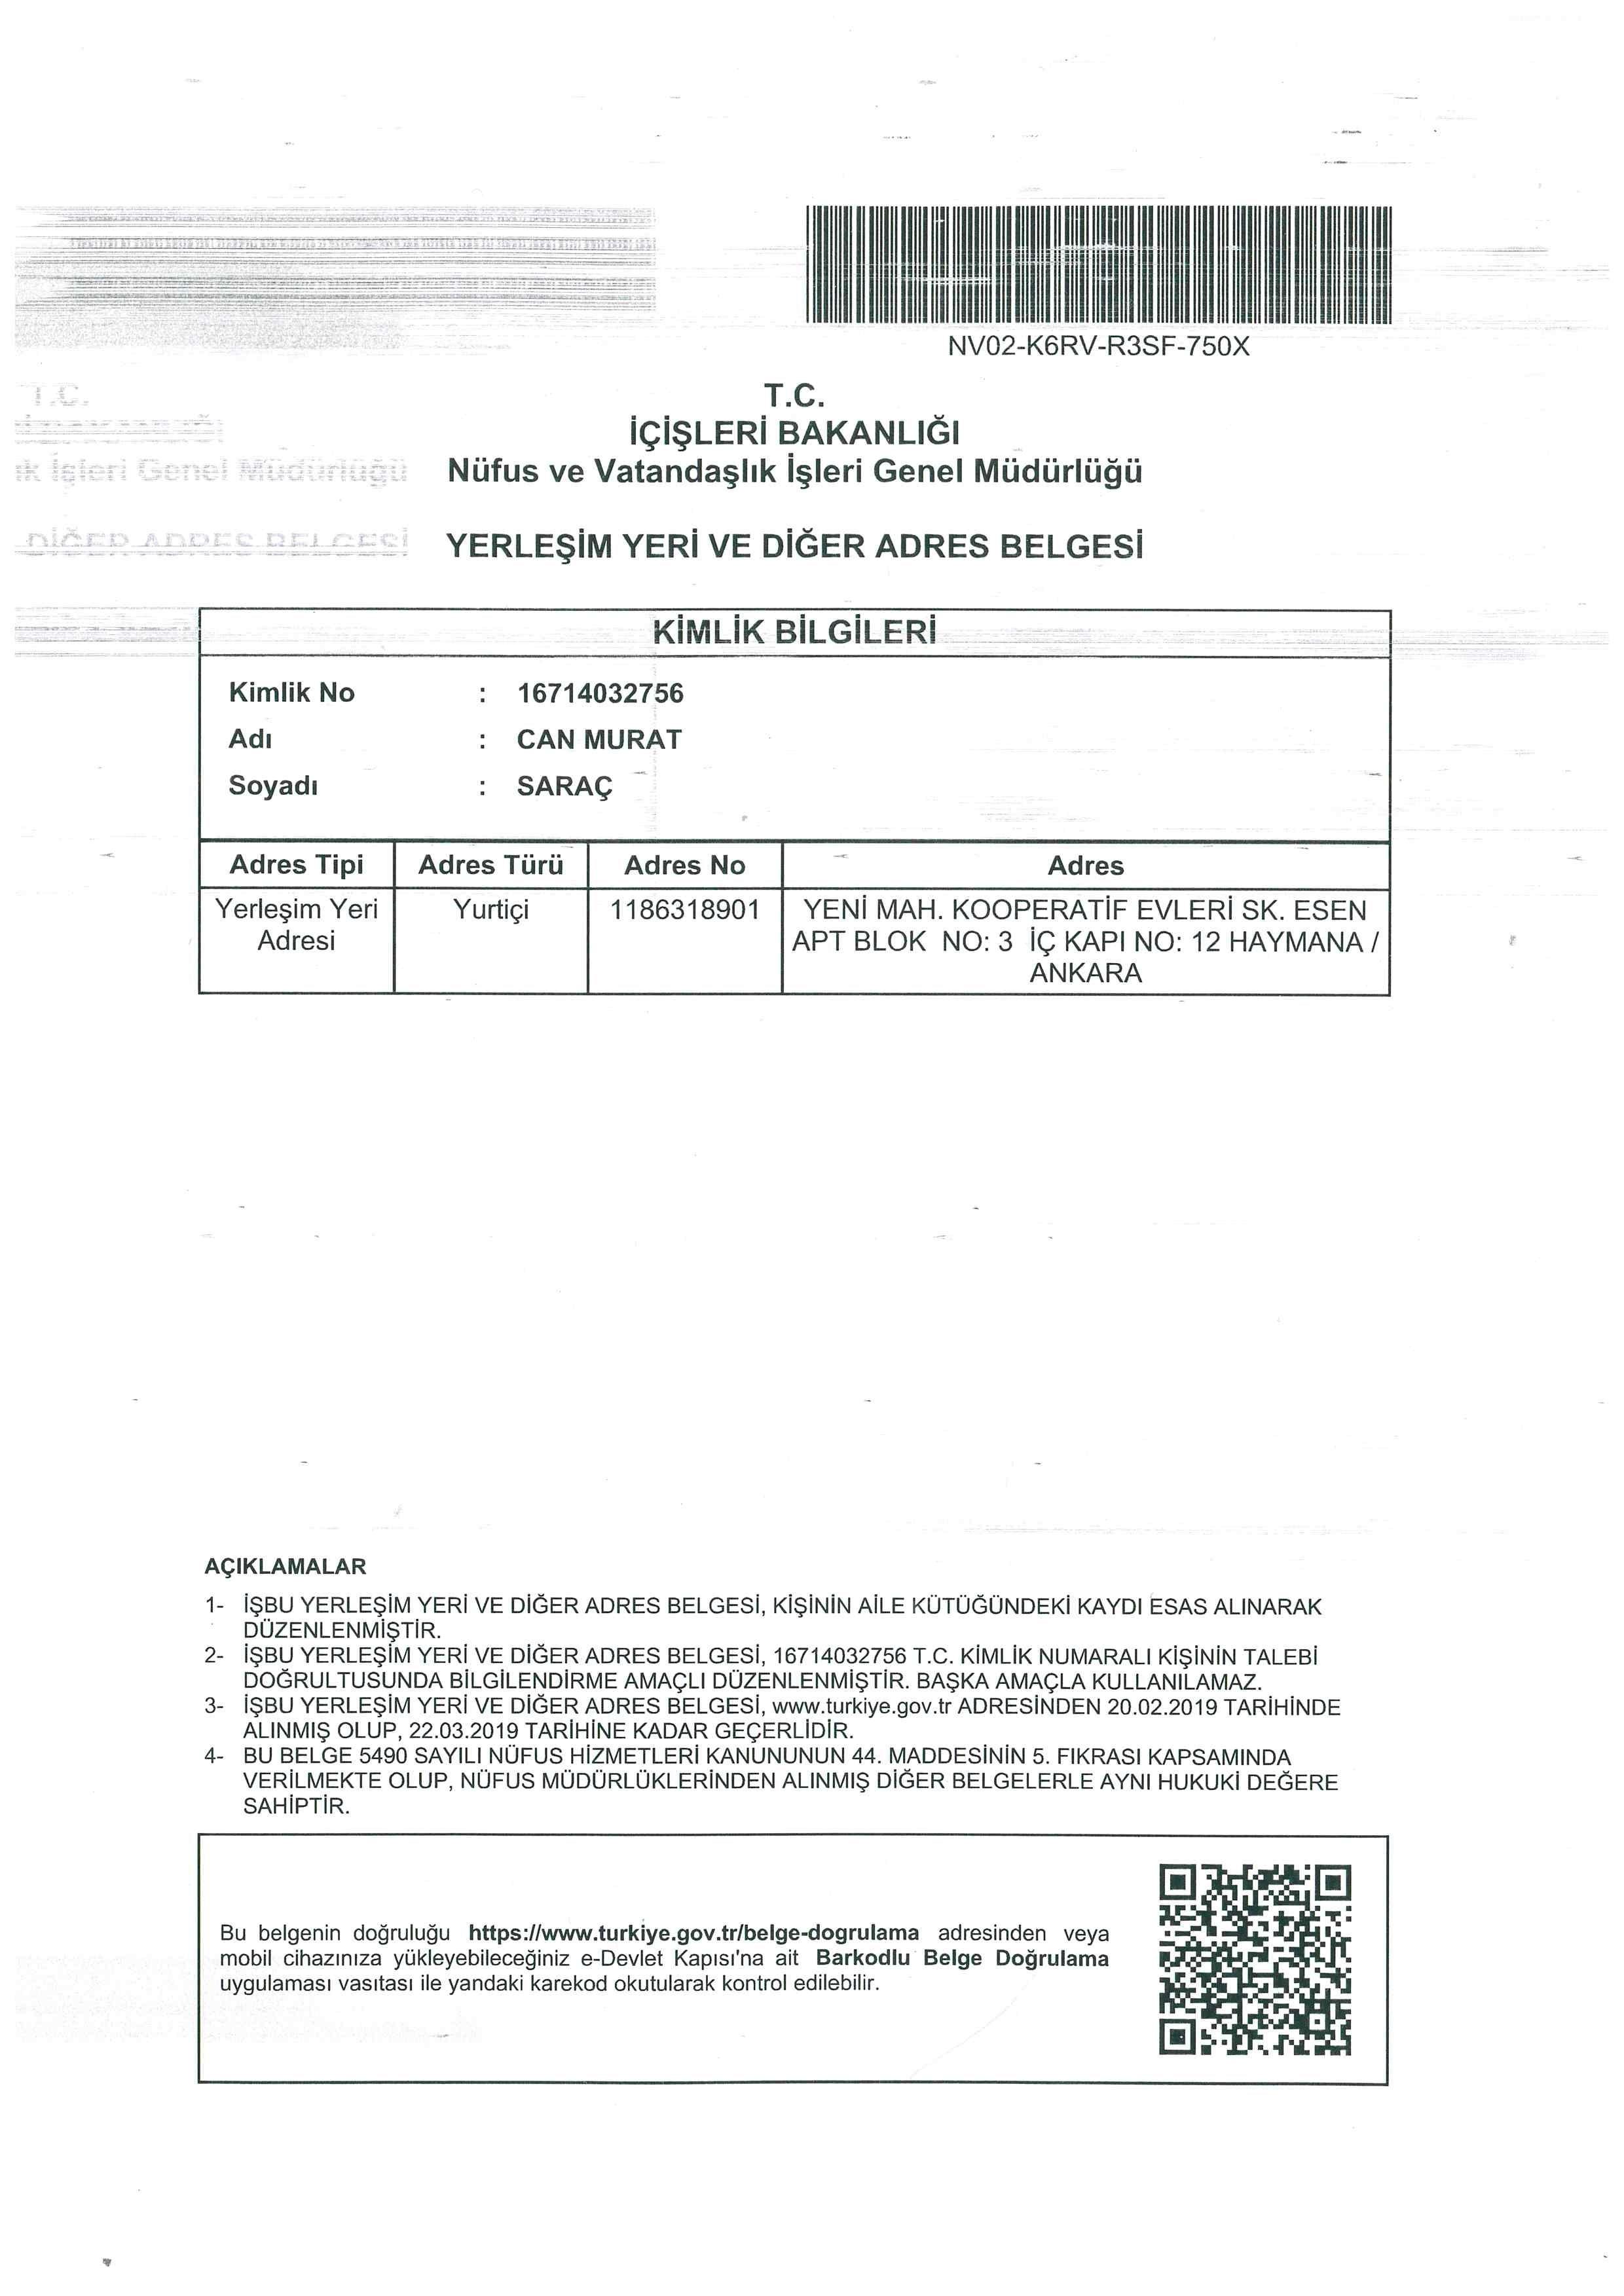 NV02-K6RV-R3SF-750X
T.C.
İÇİŞLERİ BAKANLIĞI
Nüfus ve Vatandaşlık İşleri Genel Müdürlüğü
YERLEŞİM YERİ VE DİĞER ADRES BELGESİ
KİMLİK BİLGİLERİ
Kimlik No : 16714032756
Adı : CAN MURAT
Soyadı : SARAÇ
Adres Tipi Adres Türü Adres No Adres
Yerleşim Yeri Yurtiçi 1186318901 YENİ MAH. KOOPERATİF EVLERİ SK. ESEN
Adresi APT BLOK NO: 3 İÇ KAPI NO: 12 HAYMANA /
ANKARA
AÇIKLAMALAR
1- İŞBU YERLEŞİM YERİ VE DİĞER ADRES BELGESİ, KİŞİNİN AİLE KÜTÜĞÜNDEKİ KAYDI ESAS ALINARAK
DÜZENLENMİŞTİR.
2- İŞBU YERLEŞİM YERİ VE DİĞER ADRES BELGESİ, 16714032756 T.C. KİMLİK NUMARALI KİŞİNİN TALEBİ
DOĞRULTUSUNDA BİLGİLENDİRME AMAÇLI DÜZENLENMİŞTİR. BAŞKA AMAÇLA KULLANILAMAZ.
3- İŞBU YERLEŞİM YERİ VE DİĞER ADRES BELGESİ, www.turkiye.gov.tr ADRESİNDEN 20.02.2019 TARİHİNDE
ALINMIŞ OLUP, 22.03.2019 TARİHİNE KADAR GEÇERLİDİR.
4- BU BELGE 5490 SAYILI NÜFUS HİZMETLERİ KANUNUNUN 44. MADDESİNİN 5. FIKRASI KAPSAMINDA
VERİLMEKTE OLUP, NÜFUS MÜDÜRLÜKLERİNDEN ALINMIŞ DİĞER BELGELERLE AYNI HUKUKİ DEĞERE
SAHİPTİR.
Bu belgenin doğruluğu https://www.turkiye.gov.tr/belge-dogrulama adresinden veya
mobil cihazınıza yükleyebileceğiniz e-Devlet Kapısı'na ait Barkodlu Belge Doğrulama
uygulaması vasıtası ile yandaki karekod okutularak kontrol edilebilir.